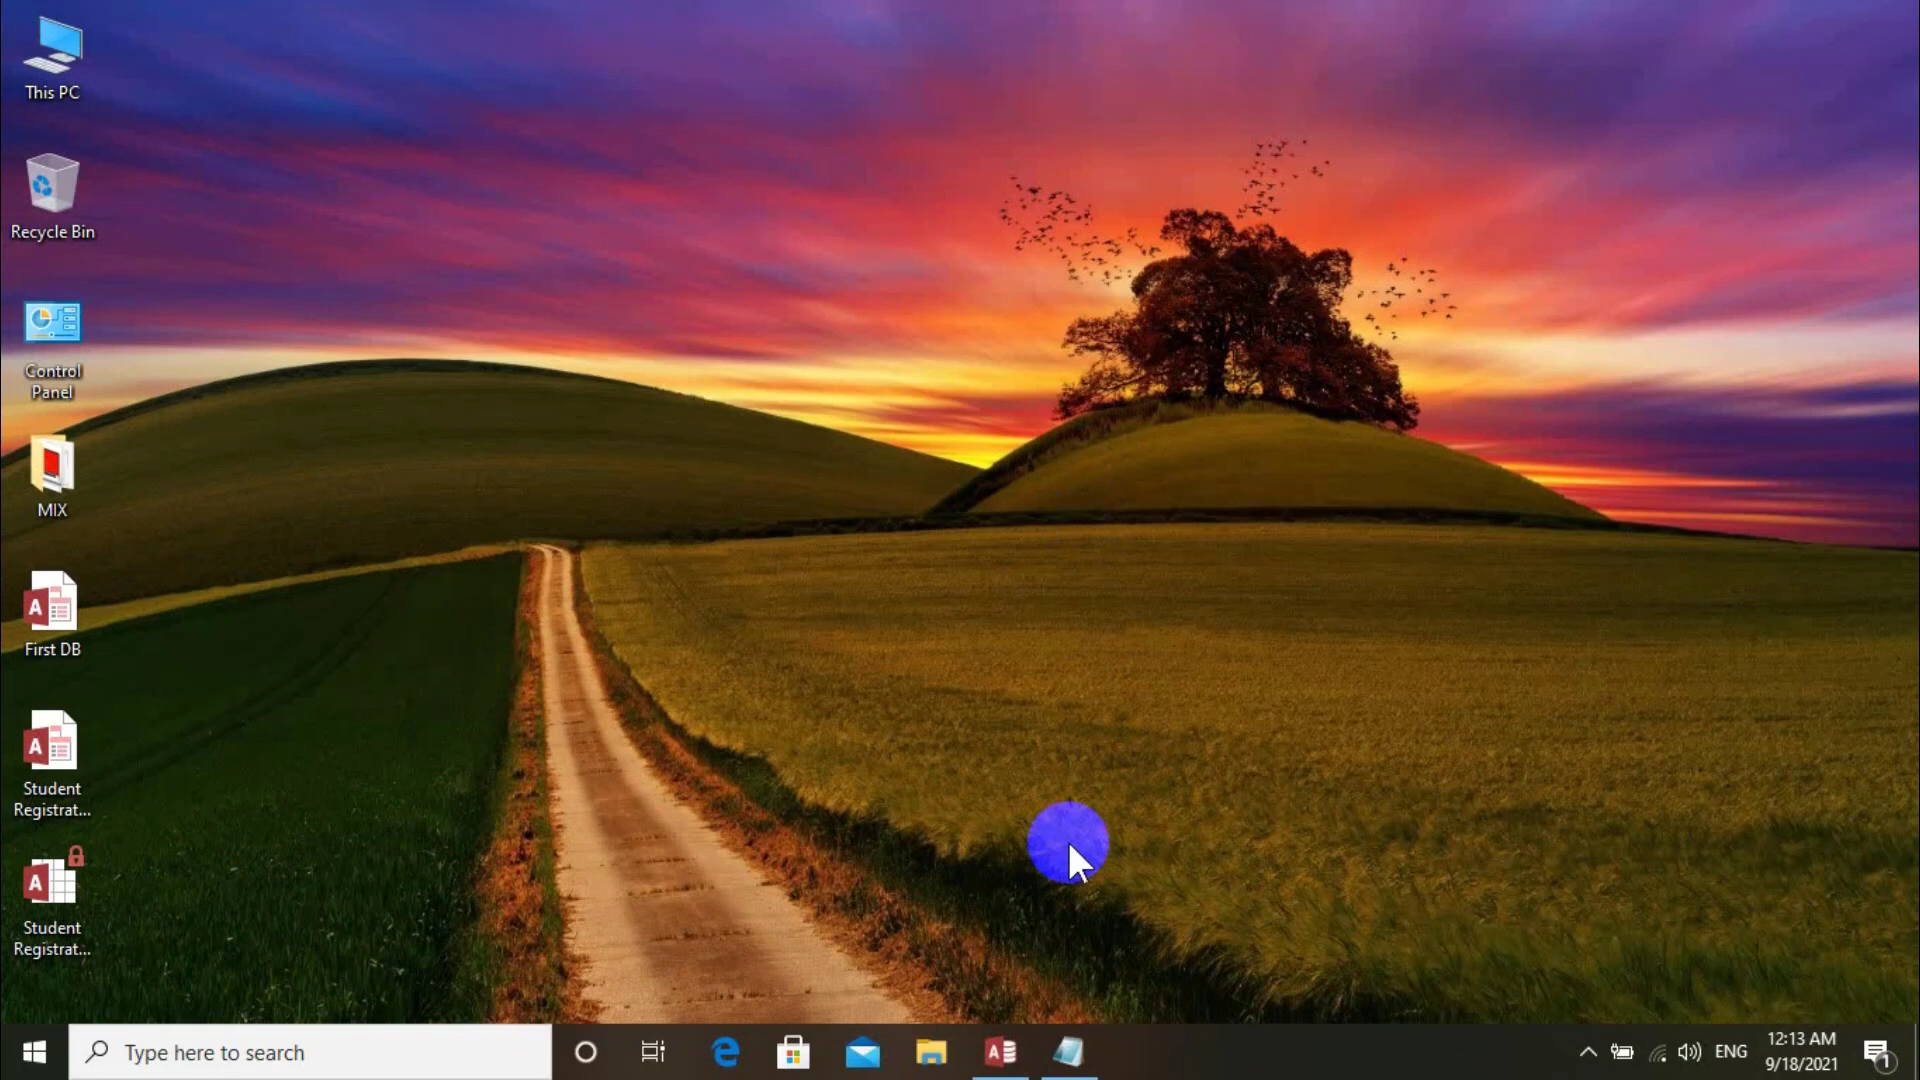 This PC
Recycle Bin
Control
Panel
MIX
A
First DB
A
Student
Registrat...
A
Student
Registrat...
Type here to search
A
ENG
12:13 AM
9/18/2021
1